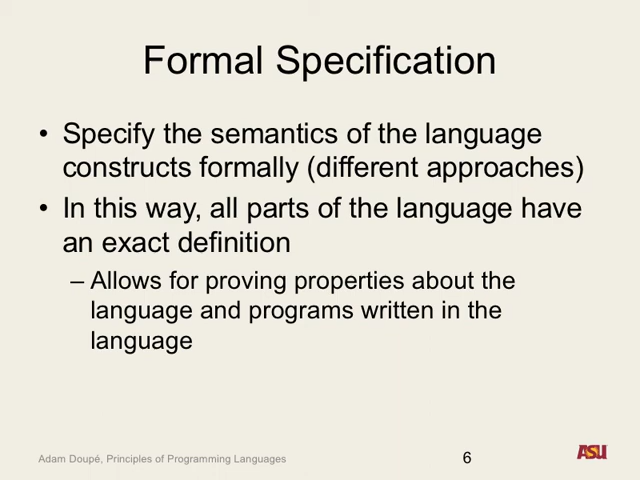 Formal Specification
• Specify the semantics of the language
constructs formally (different approaches)
• In this way, all parts of the language have
an exact definition
– Allows for proving properties about the
language and programs written in the
language
Adam Doupé, Principles of Programming Languages
6
ASU